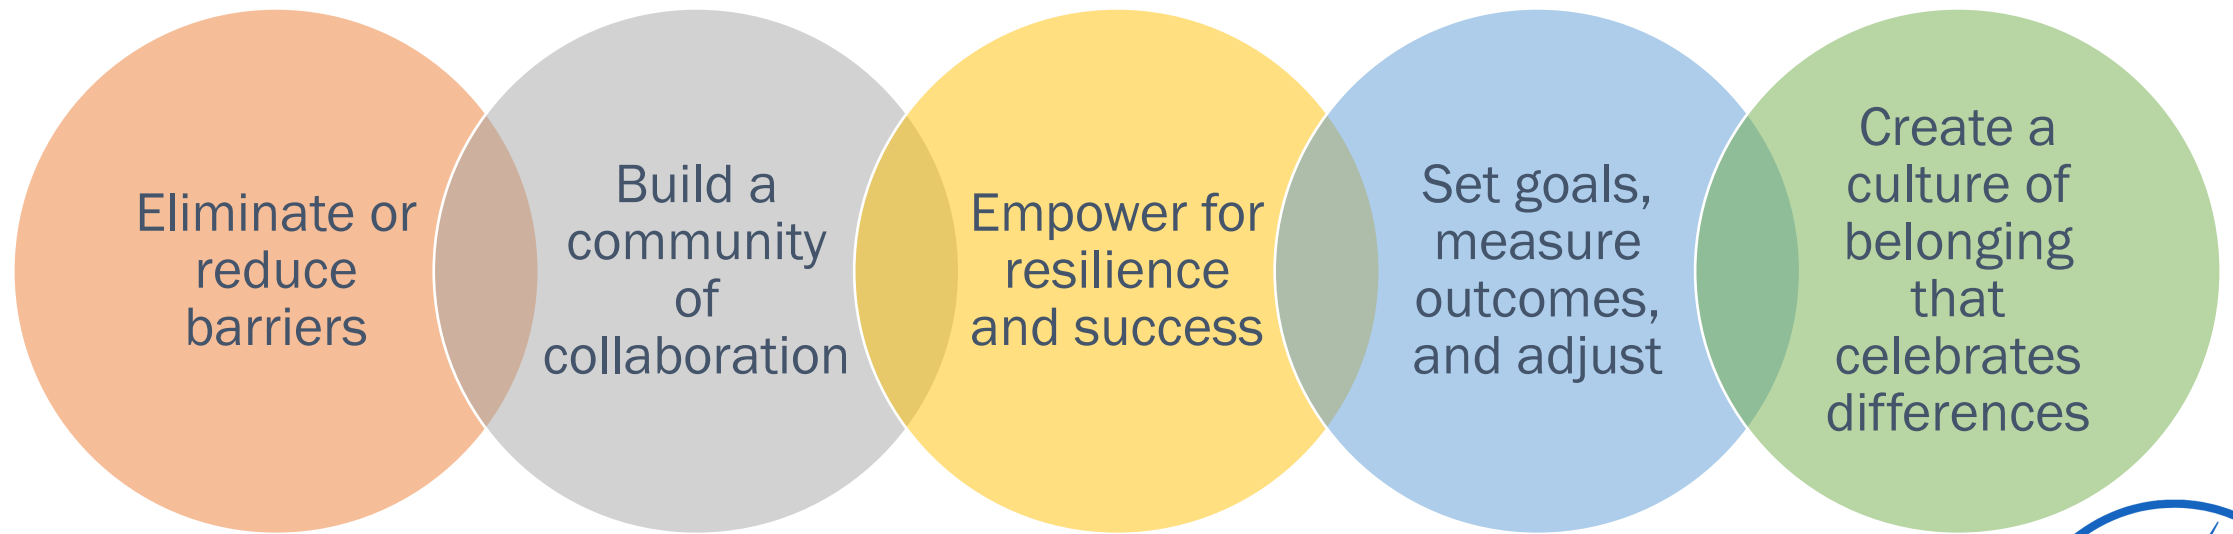 Eliminate or
reduce
barriers
Build a
community
of
collaboration
Empower for
resilience
and success
Set goals,
measure
outcomes,
and adjust
Create a
culture of
belonging
that
celebrates
differences